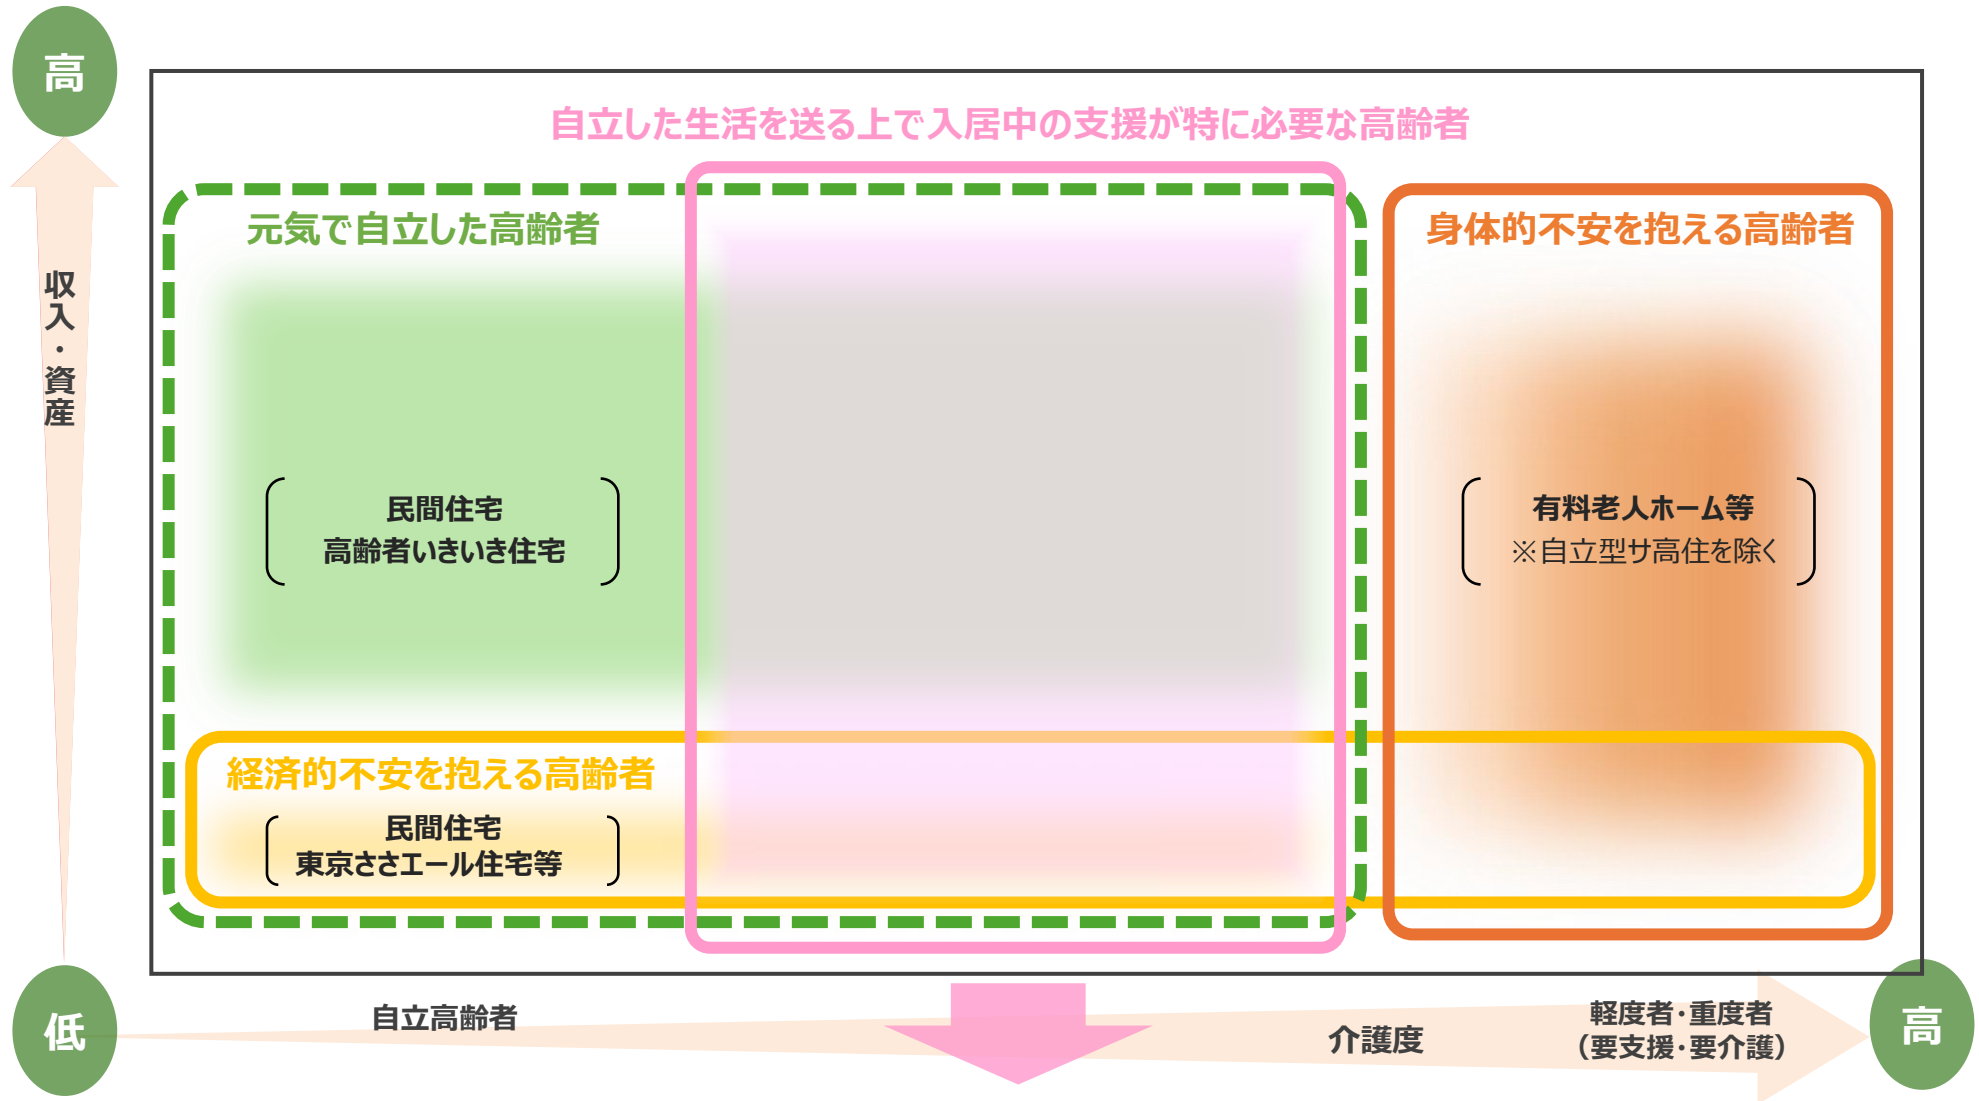 高
自立した生活を送る上で入居中の支援が特に必要な高齢者
元気で自立した高齢者
身体的不安を抱える高齢者
収入・資産
民間住宅
高齢者いきいき住宅
有料老人ホーム等
※自立型サ高住を除く
経済的不安を抱える高齢者
民間住宅
東京ささエール住宅等
低
自立高齢者
介護度
軽度者・重度者
（要支援・要介護）
高